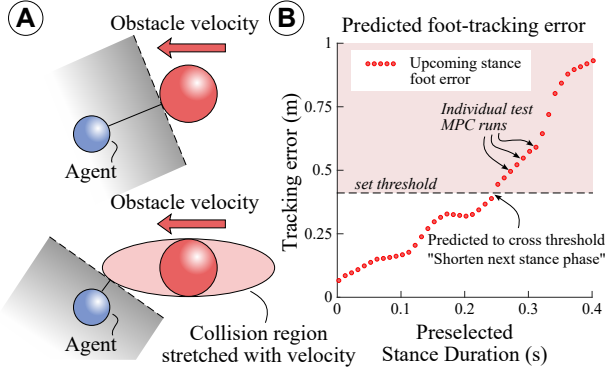 A
Obstacle velocity
Agent
Obstacle velocity
Agent
Collision region
stretched with velocity
B
Predicted foot-tracking error
Tracking error (m)
1
0.75
0.5
0.25
0
Upcoming stance
foot error
Individual test
MPC runs
set threshold
Predicted to cross threshold
"Shorten next stance phase"
0
0.1
0.2
0.3
0.4
Preselected
Stance Duration (s)